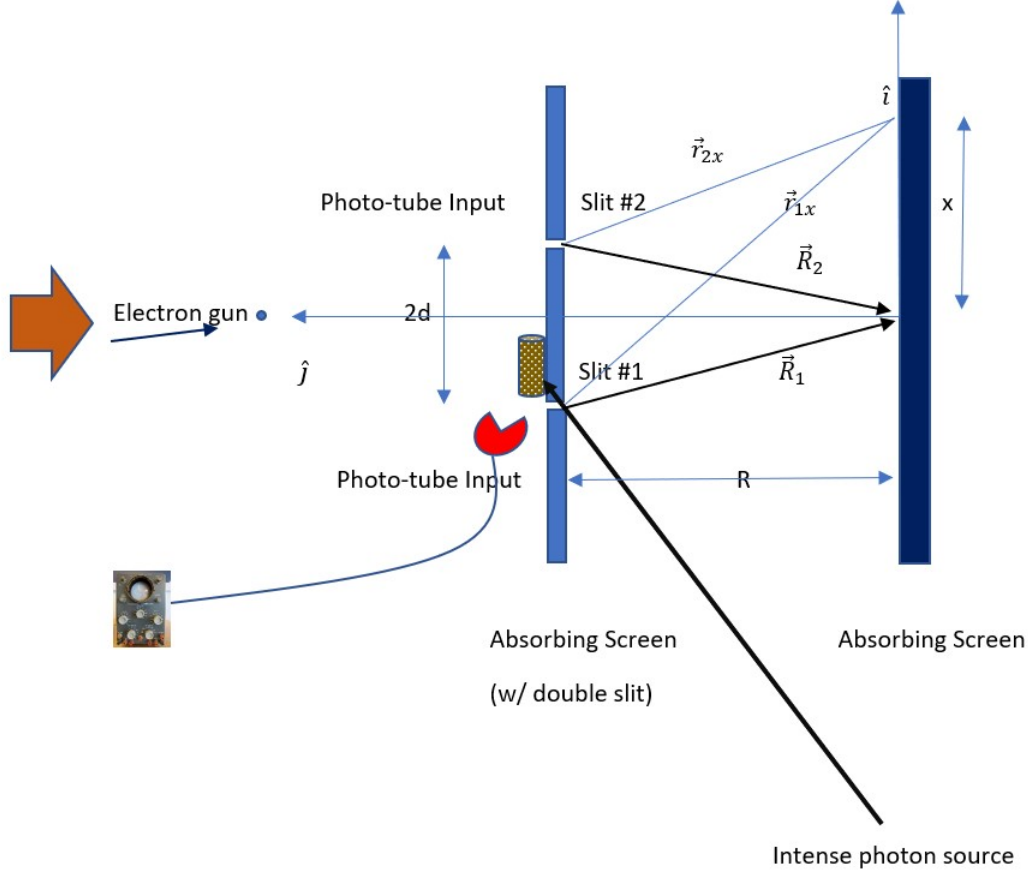 î
r⃗₂ₓ
r⃗₁ₓ
Photo-tube Input
Slit #2
x
R⃗₂
Electron gun
2d
ĵ
Slit #1
R⃗₁
Photo-tube Input
R
Absorbing Screen
(w/ double slit)
Absorbing Screen
Intense photon source